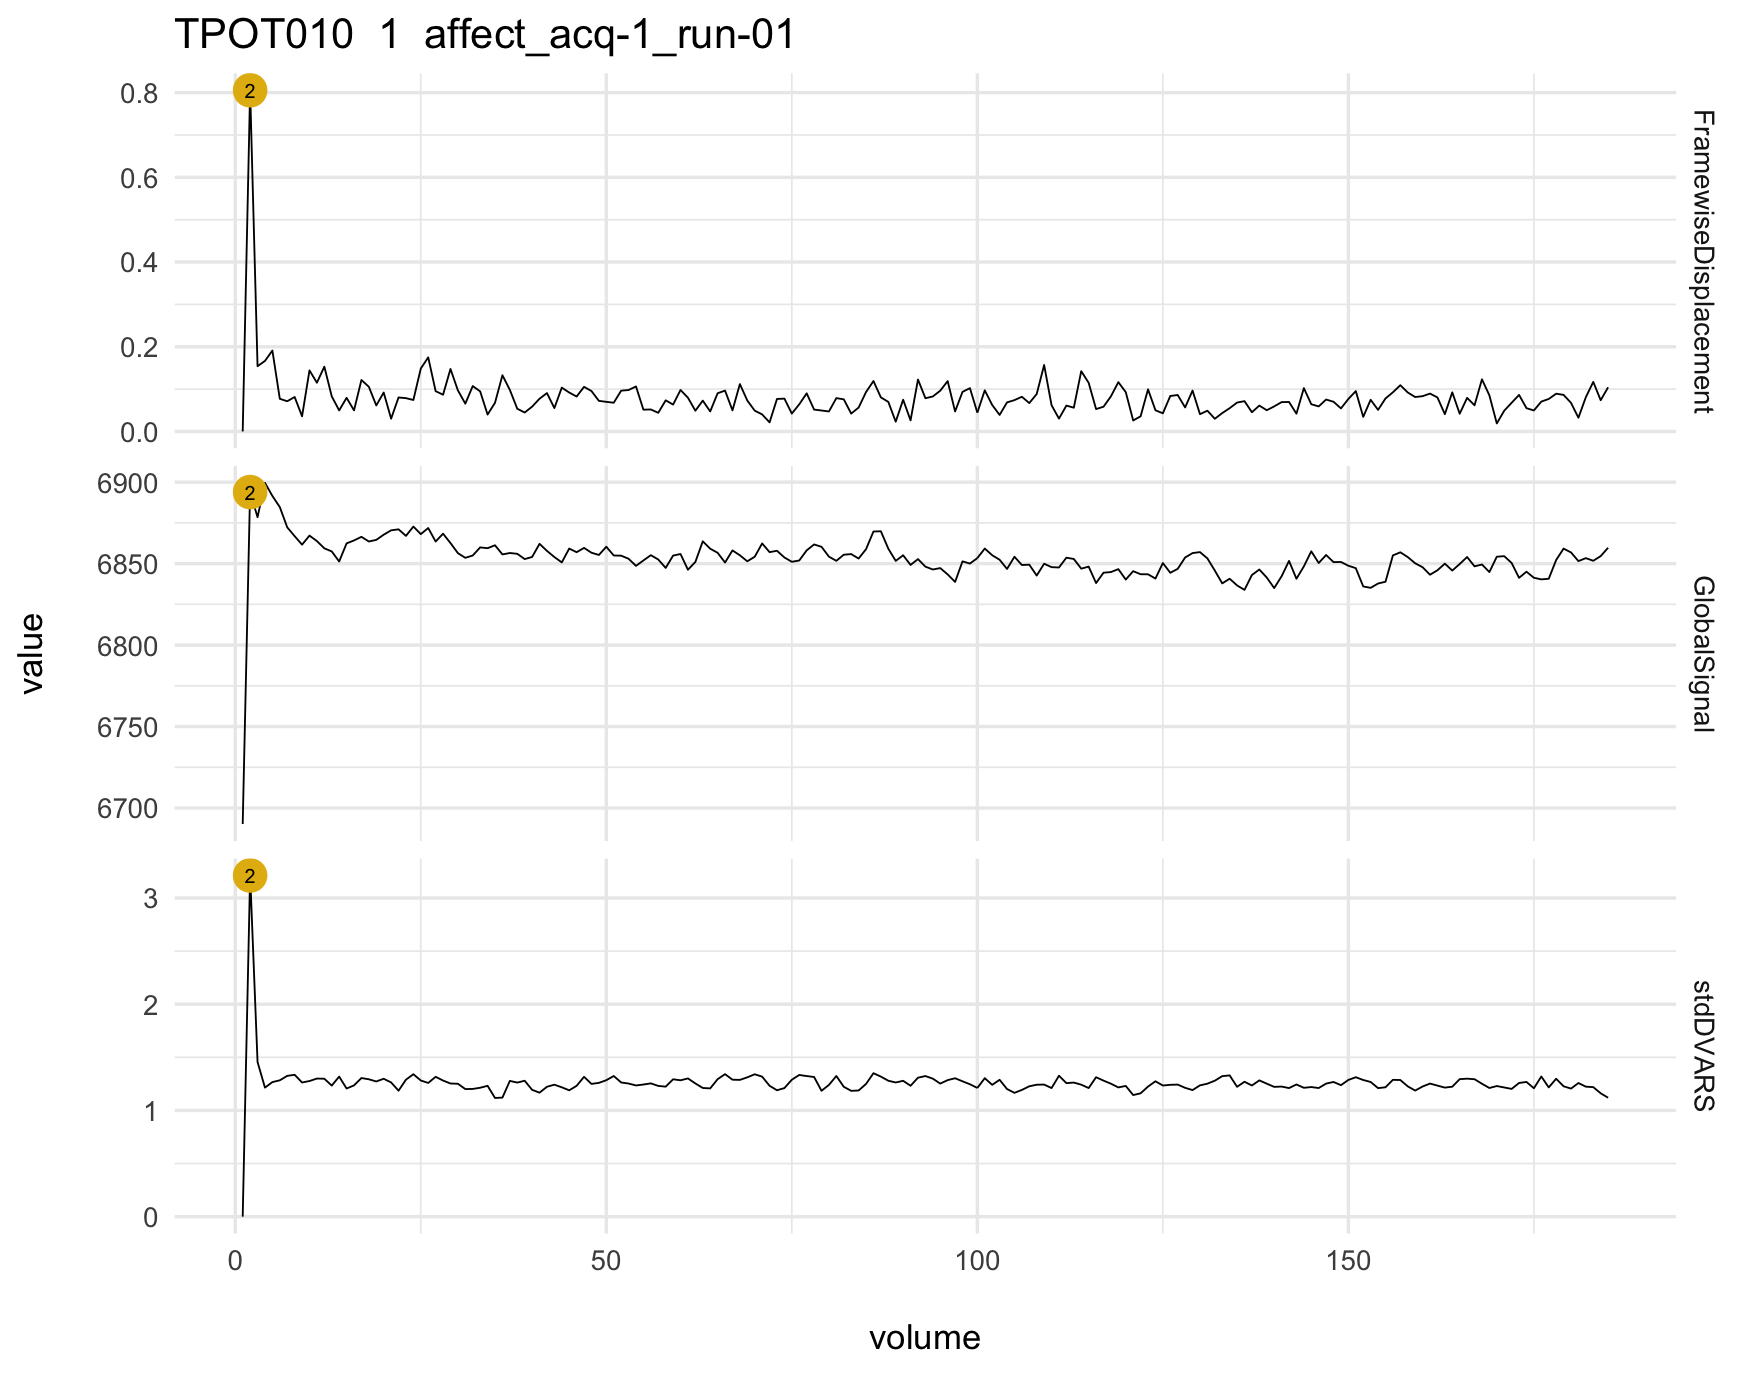 TPOT010 1 affect_acq-1_run-01
2
0.8
0.6
0.4
0.2
0.0
FramewiseDisplacement
2
6900
6850
6800
6750
6700
GlobalSignal
value
2
3
2
1
0
stdDVARS
0 50 100 150
volume